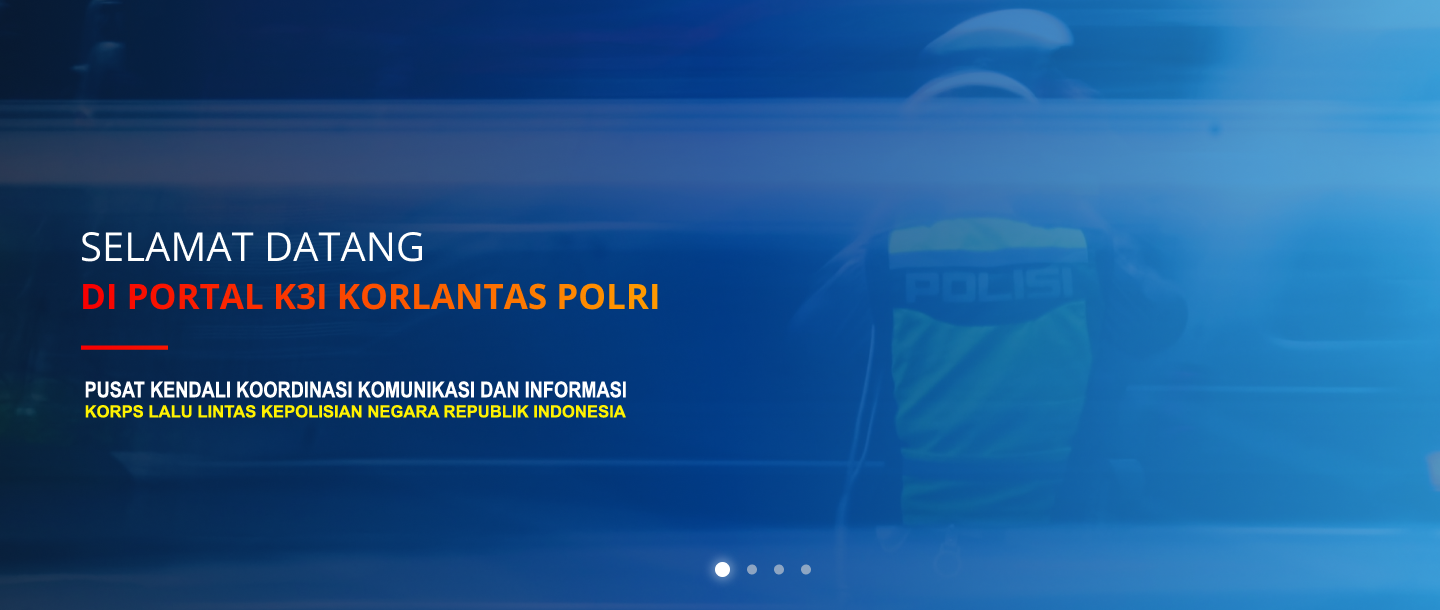 SELAMAT DATANG
DI PORTAL K3I KORLANTAS POLRI
PUSAT KENDALI KOORDINASI KOMUNIKASI DAN INFORMASI
KORPS LALU LINTAS KEPOLISIAN NEGARA REPUBLIK INDONESIA
POLISI